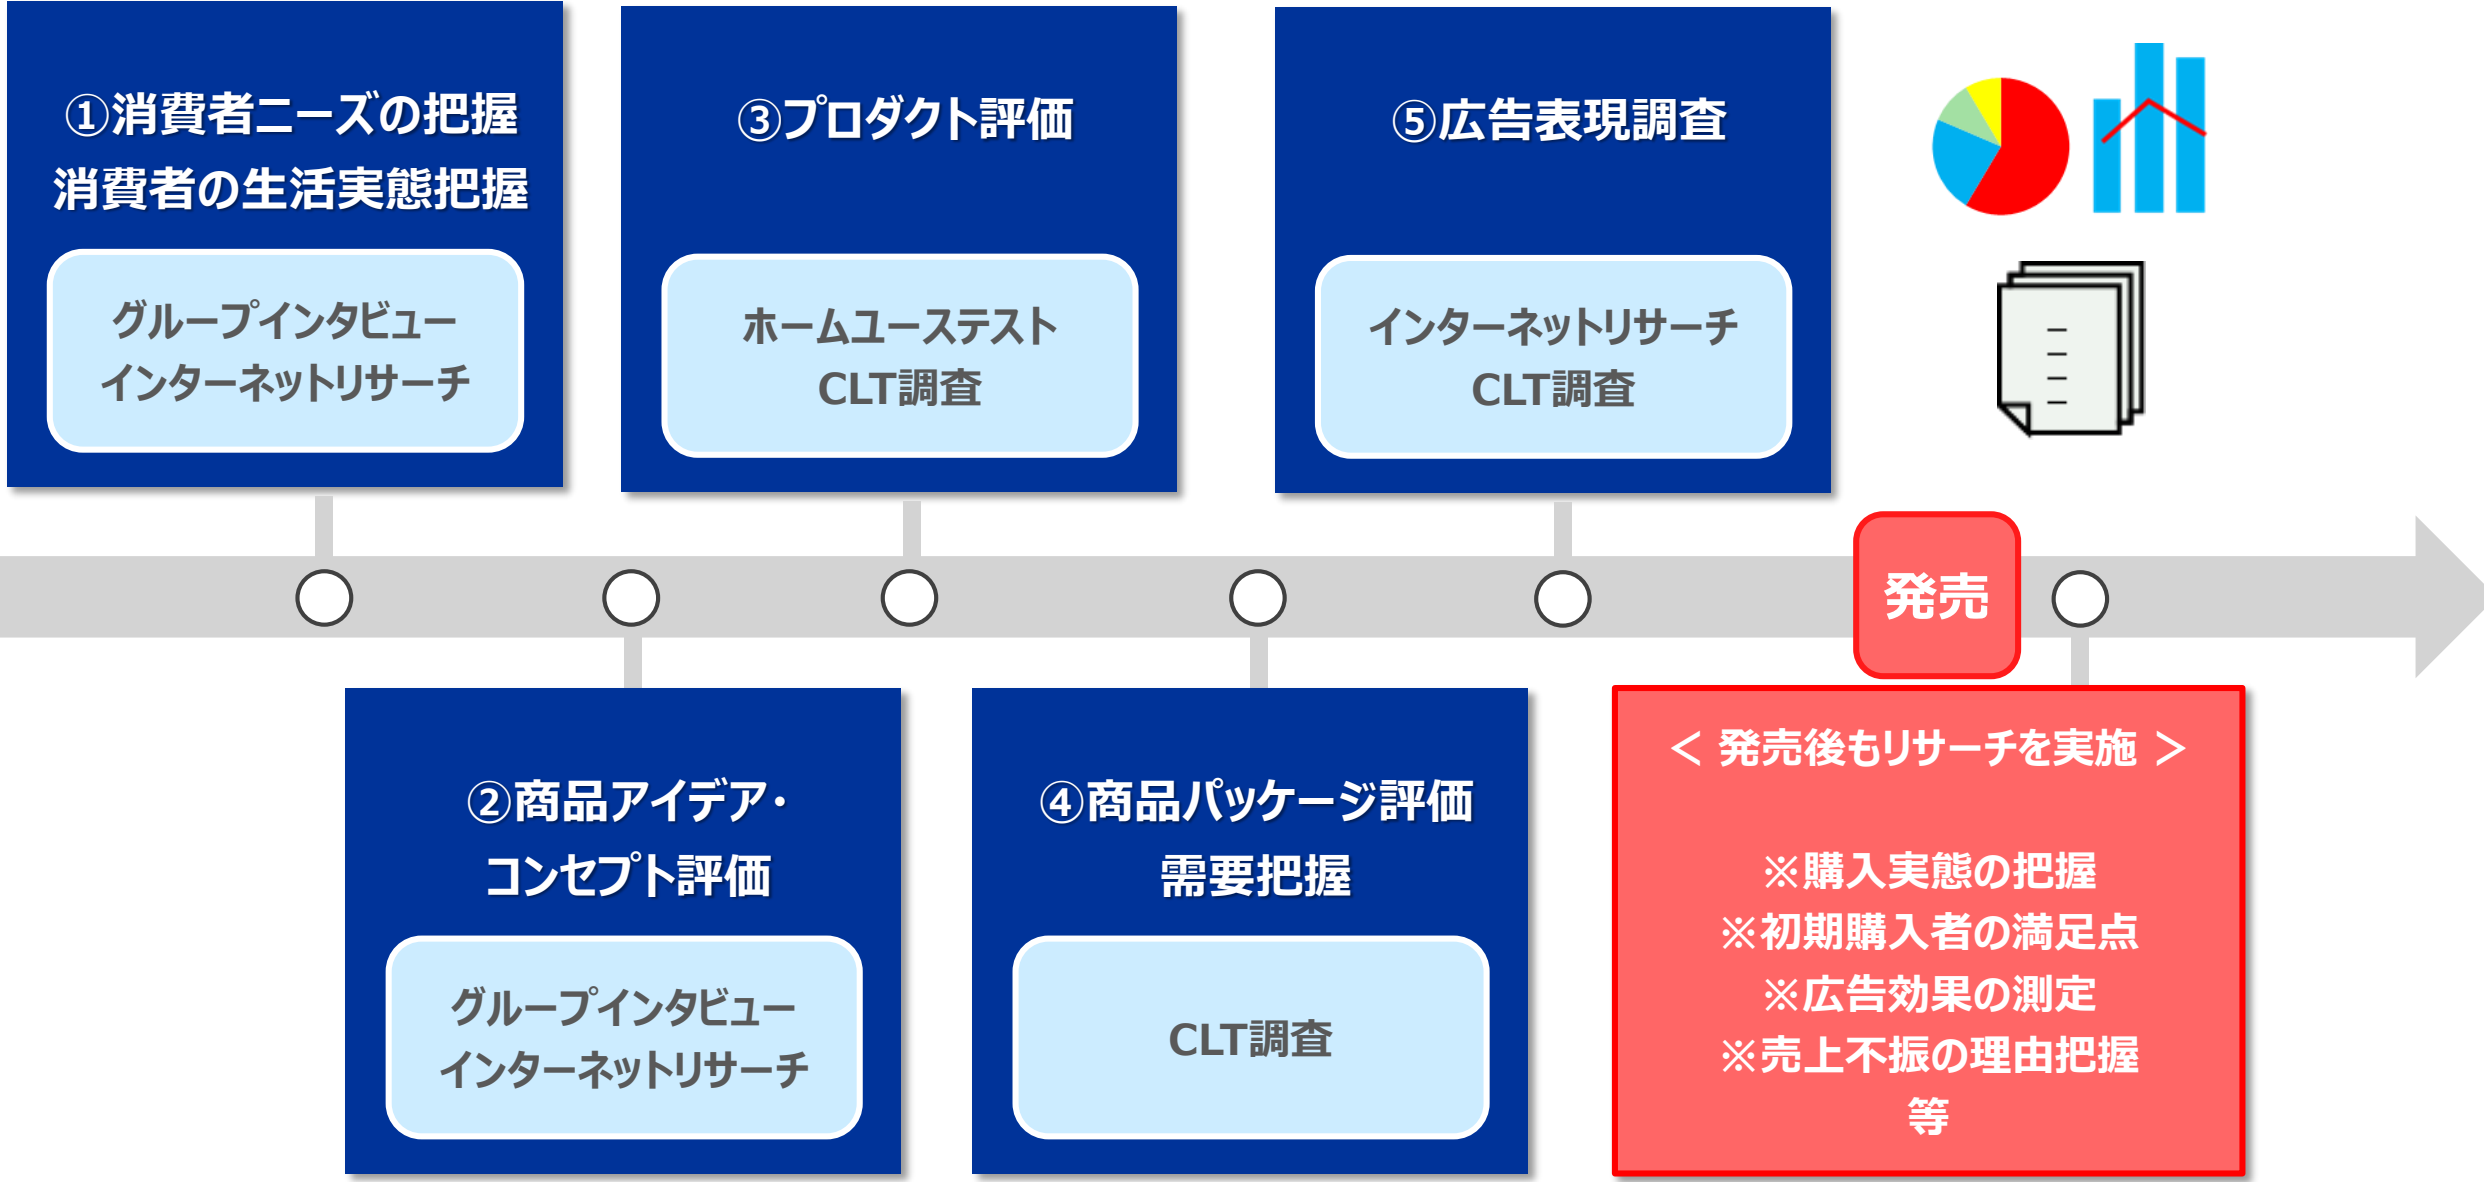 ①消費者ニーズの把握
消費者の生活実態把握
グループインタビュー
インターネットリサーチ
③プロダクト評価
ホームユーステスト
CLT調査
⑤広告表現調査
インターネットリサーチ
CLT調査
発売
②商品アイデア・
コンセプト評価
グループインタビュー
インターネットリサーチ
④商品パッケージ評価
需要把握
CLT調査
＜ 発売後もリサーチを実施 ＞
※購入実態の把握
※初期購入者の満足点
※広告効果の測定
※売上不振の理由把握
等